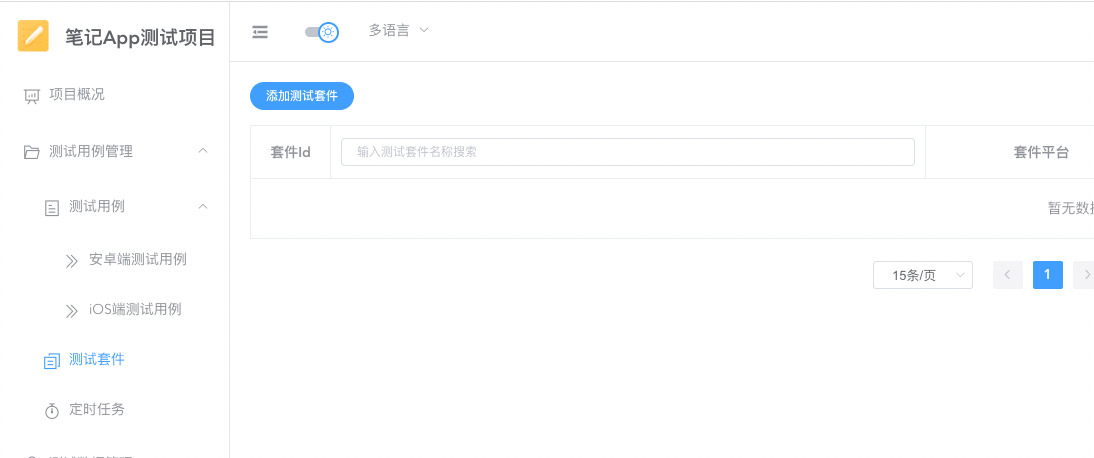 笔记App测试项目
多语言
项目概况
测试用例管理
测试用例
安卓端测试用例
iOS端测试用例
测试套件
定时任务
添加测试套件
套件Id
输入测试套件名称搜索
套件平台
暂无数
15条/页
1